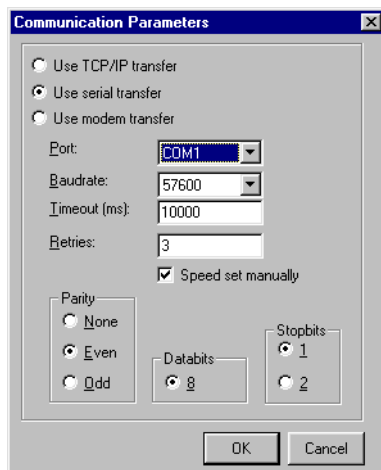 Communication Parameters
Use TCP/IP transfer
Use serial transfer
Use modem transfer
Port: COM1
Baudrate: 57600
Timeout (ms): 10000
Retries: 3
Speed set manually
Parity
None
Even
Odd
Databits
8
Stopbits
1
2
OK Cancel